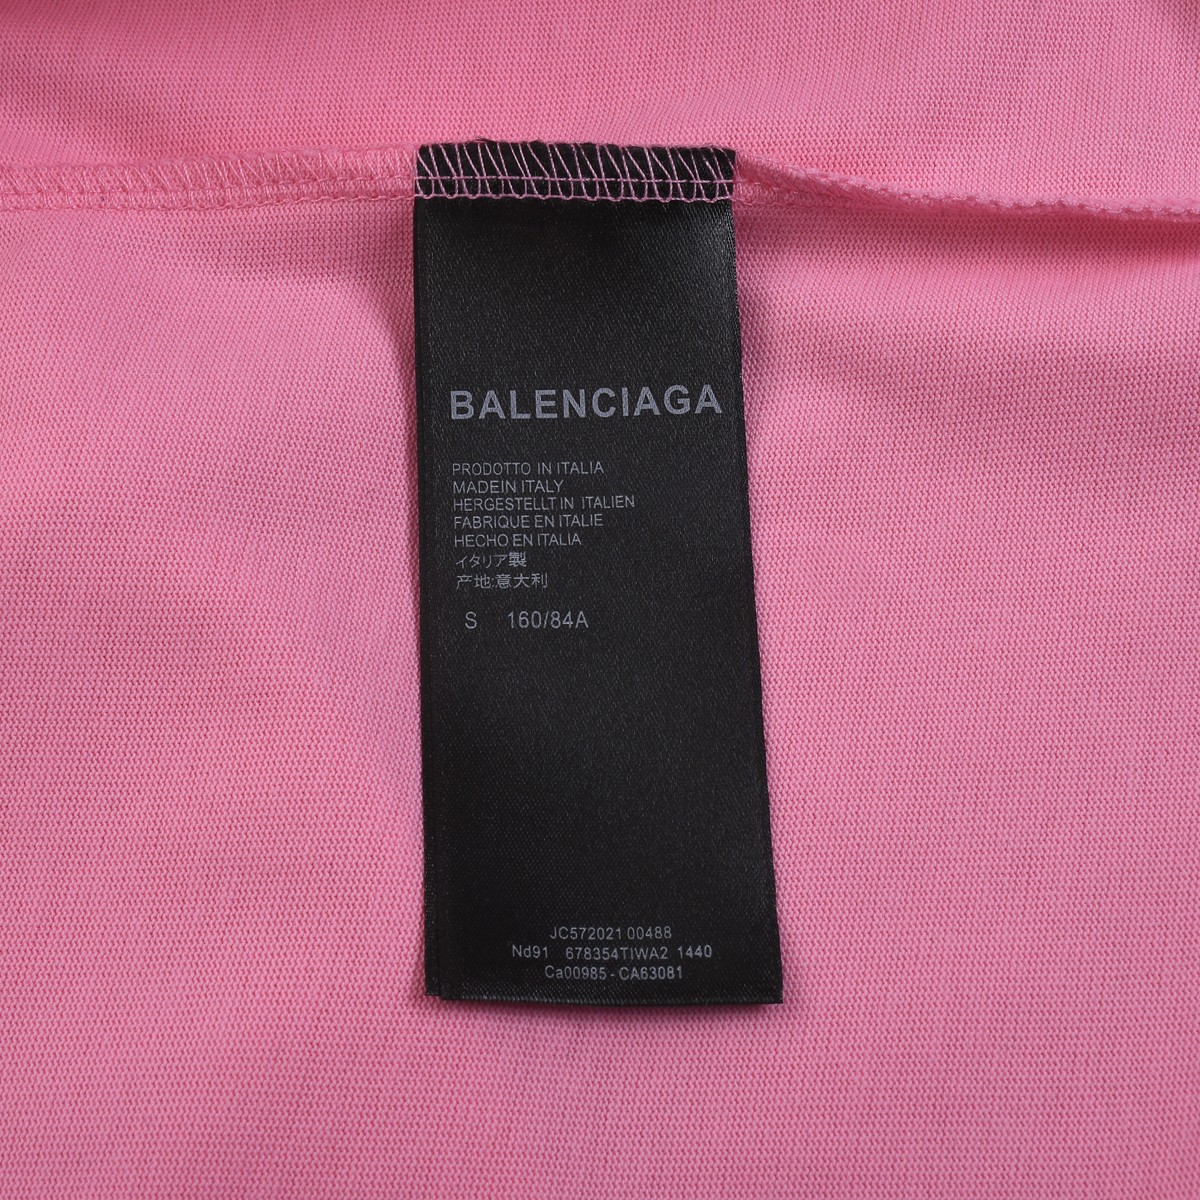 BALENCIAGA
PRODOTTO IN ITALIA
MADEIN ITALY
HERGESTELLT IN ITALIEN
FABRIQUE EN ITALIE
HECHO EN ITALIA
イタリア製
产地:意大利
S 160/84A
JC572021 00488
Nd91 678354TIWA2 1440
Ca00985 - CA63081